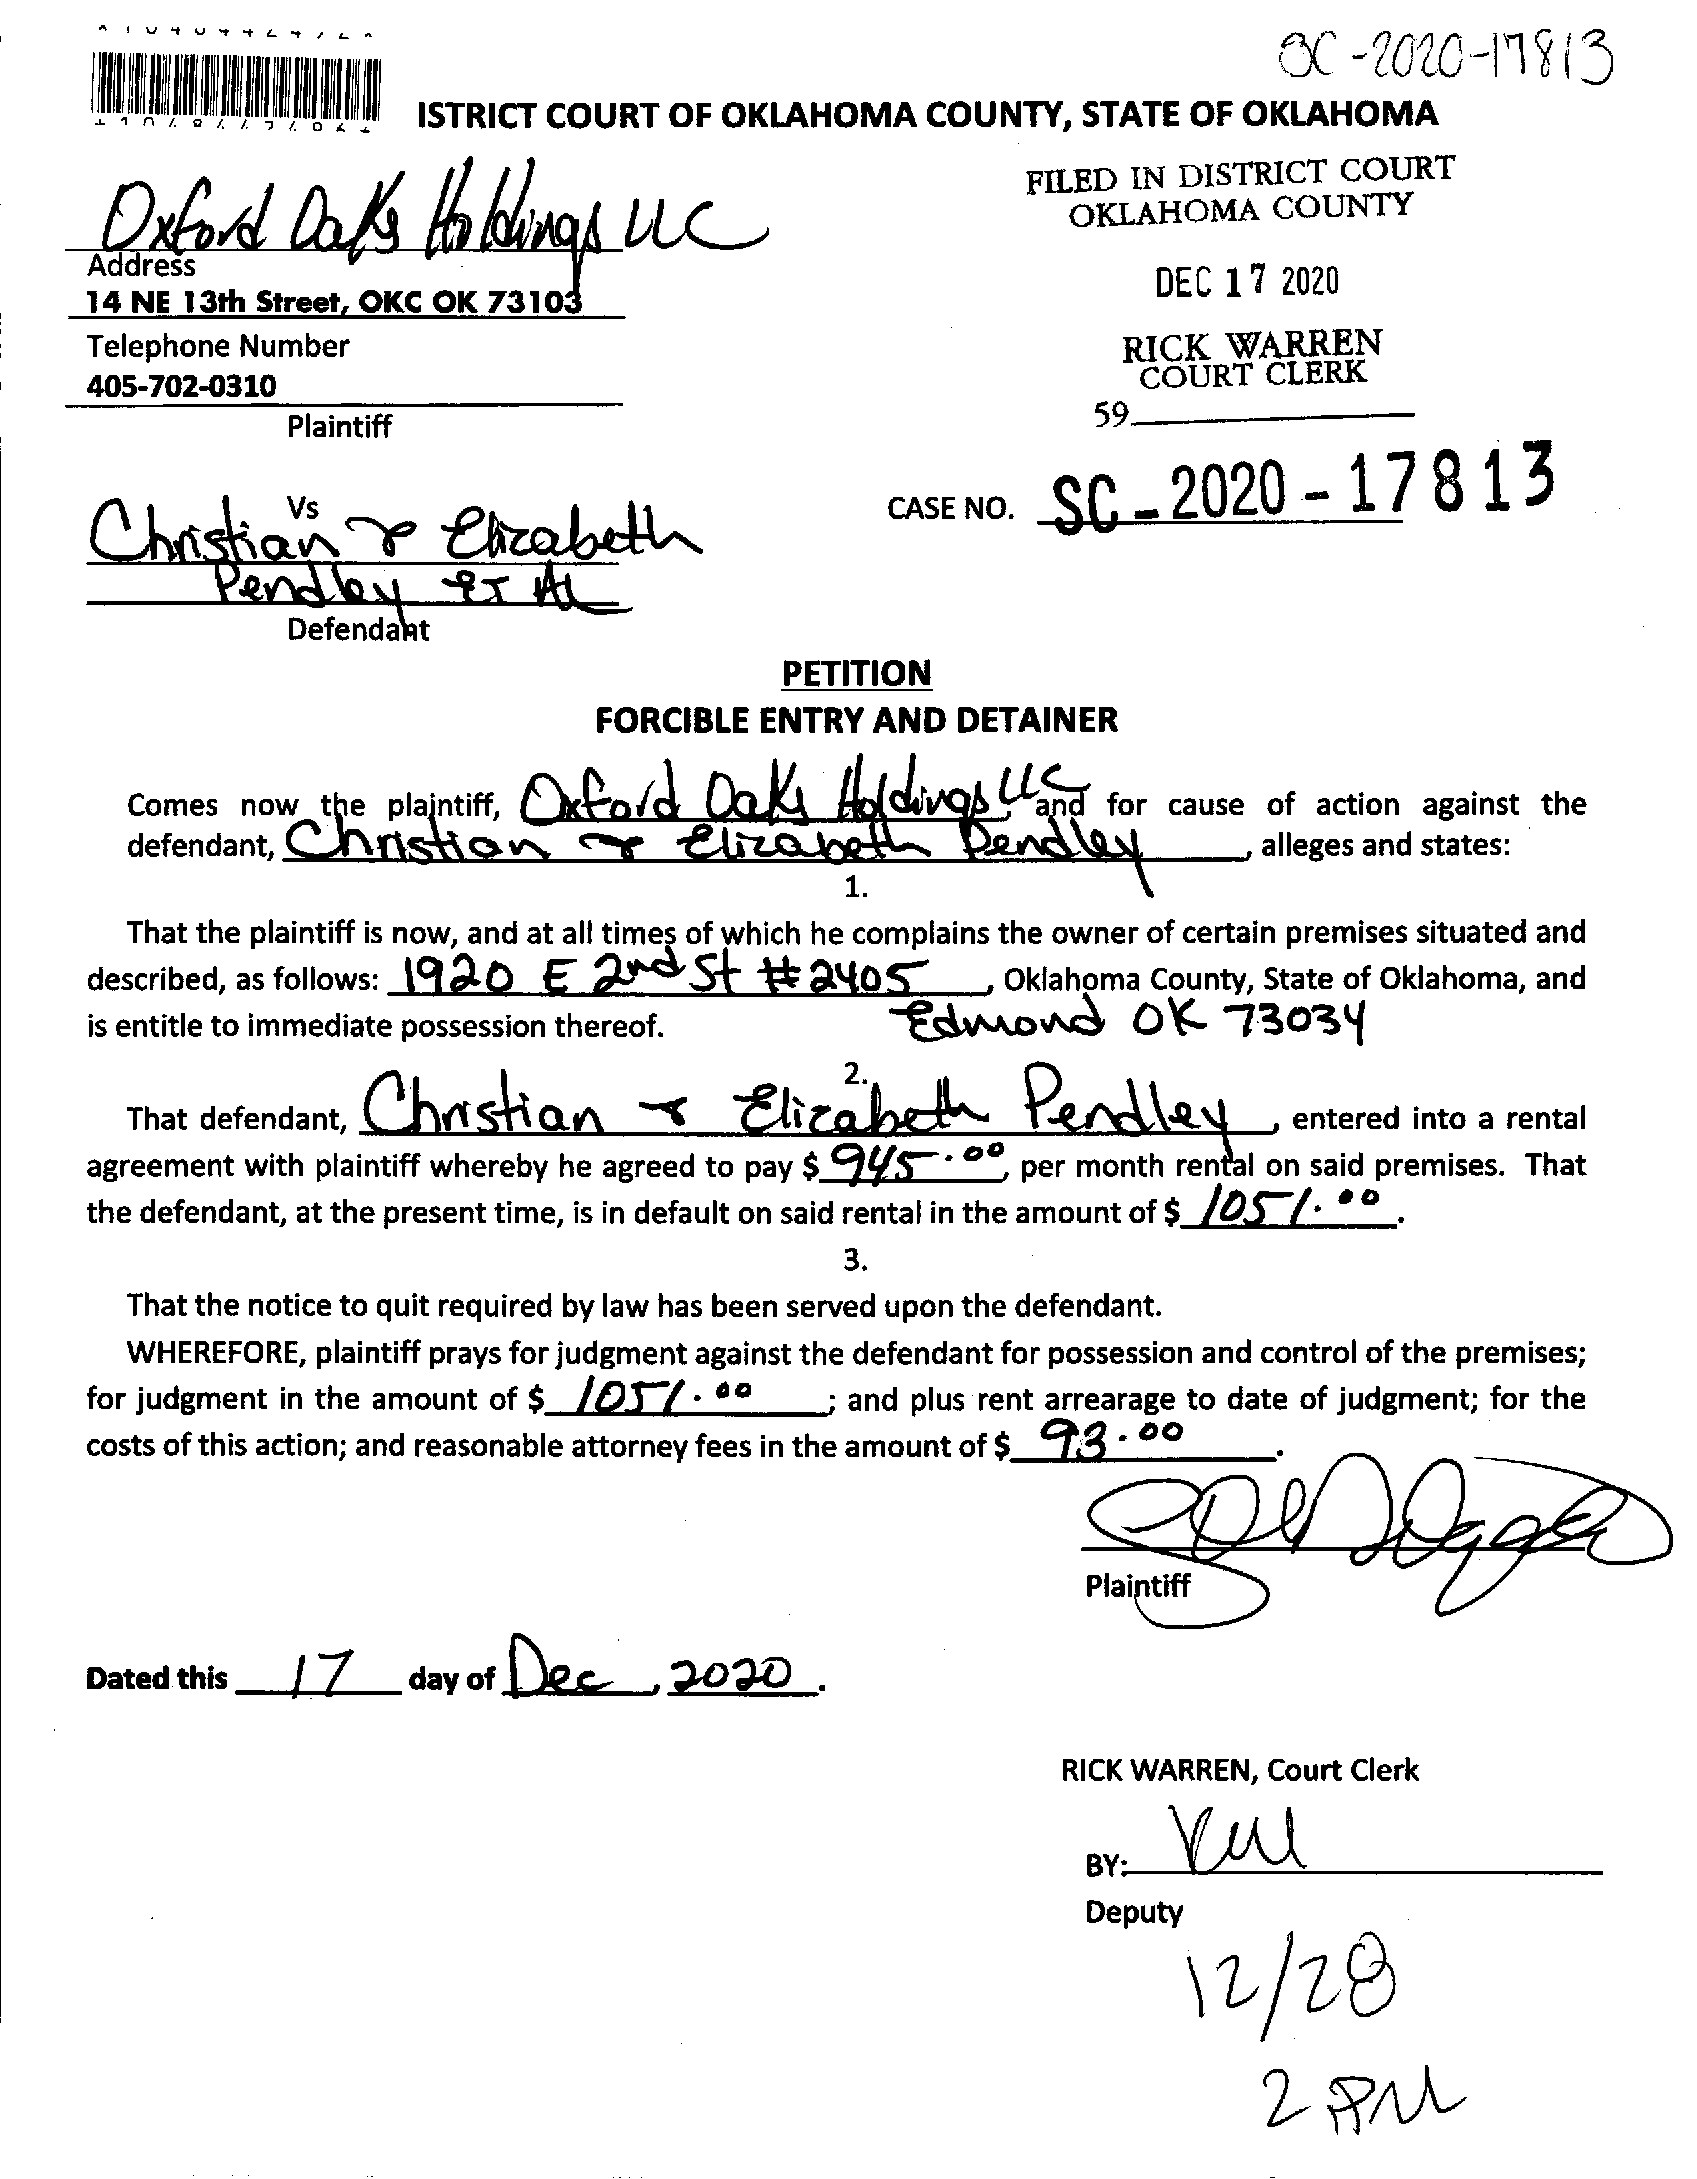 SC-2020-17813
ISTRICT COURT OF OKLAHOMA COUNTY, STATE OF OKLAHOMA
FILED IN DISTRICT COURT
OKLAHOMA COUNTY
DEC 17 2020
RICK WARREN
COURT CLERK
59
Oxford Oaks Holdings LLC
Address
14 NE 13th Street, OKC OK 73103
Telephone Number
405-702-0310
Plaintiff
Vs
Christian & Elizabeth
Pendley et Al
Defendant
CASE NO. SC-2020-17813
PETITION
FORCIBLE ENTRY AND DETAINER
Comes now the plaintiff, Oxford Oaks Holdings LLC and for cause of action against the
defendant, Christian & Elizabeth Pendley, alleges and states:
1.
That the plaintiff is now, and at all times of which he complains the owner of certain premises situated and
described, as follows: 1920 E 2nd St #2405, Oklahoma County, State of Oklahoma, and
is entitle to immediate possession thereof. Edmond OK 73034
2.
That defendant, Christian & Elizabeth Pendley, entered into a rental
agreement with plaintiff whereby he agreed to pay $ 945.00, per month rental on said premises. That
the defendant, at the present time, is in default on said rental in the amount of $ 1051.00.
3.
That the notice to quit required by law has been served upon the defendant.
WHEREFORE, plaintiff prays for judgment against the defendant for possession and control of the premises;
for judgment in the amount of $ 1051.00; and plus rent arrearage to date of judgment; for the
costs of this action; and reasonable attorney fees in the amount of $ 93.00.
Plaintiff
Dated this 17 day of Dec, 2020.
RICK WARREN, Court Clerk
BY:
Deputy
12/28
2 PM